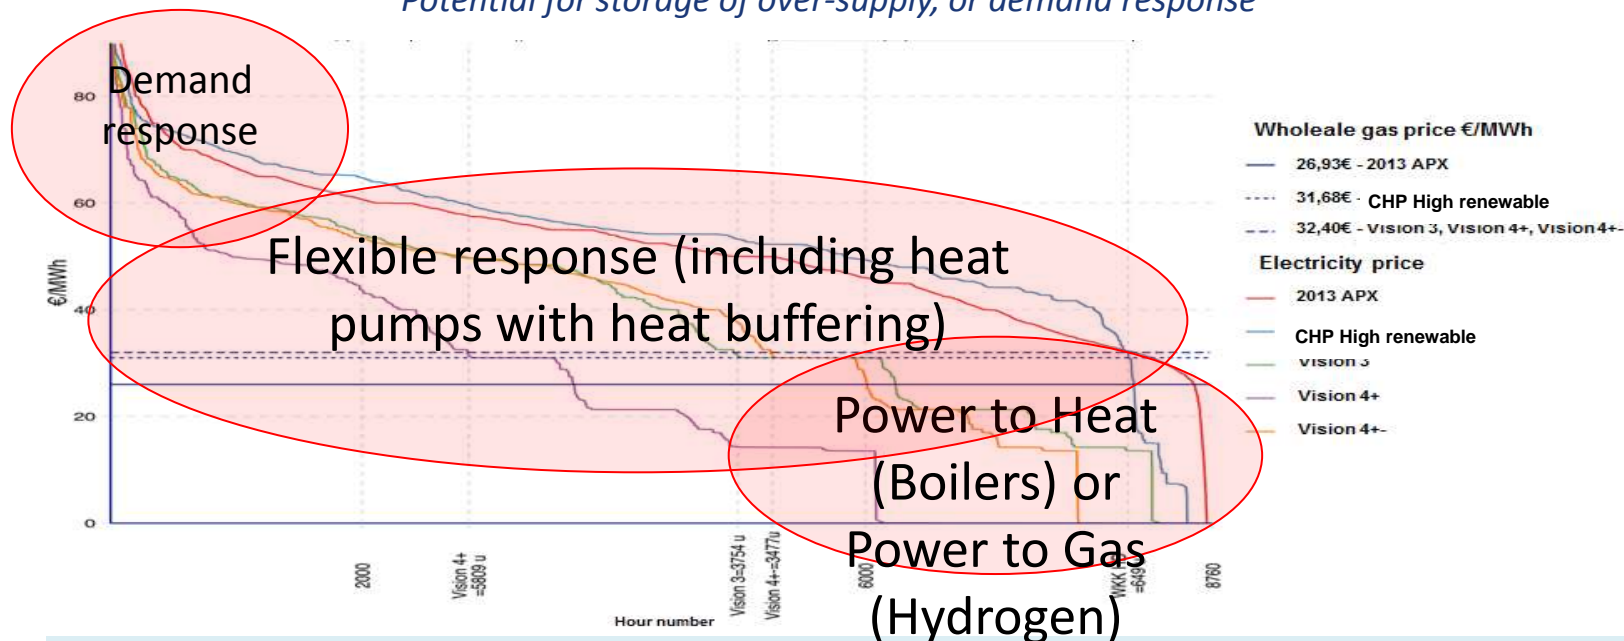 Potential for storage of over-supply, or demand response
Demand
response
Flexible response (including heat
pumps with heat buffering)
Power to Heat
(Boilers) or
Power to Gas
(Hydrogen)
€/MWh
80
60
40
20
0
2000
Vision 4+
=5809 u
Vision 3=3754 u
Vision 4+-=3477u
6000
WKK
=649
8760
Hour number
Wholeale gas price €/MWh
26,93€ - 2013 APX
31,68€ - CHP High renewable
32,40€ - Vision 3, Vision 4+, Vision4+-
Electricity price
2013 APX
CHP High renewable
Vision 3
Vision 4+
Vision 4+-